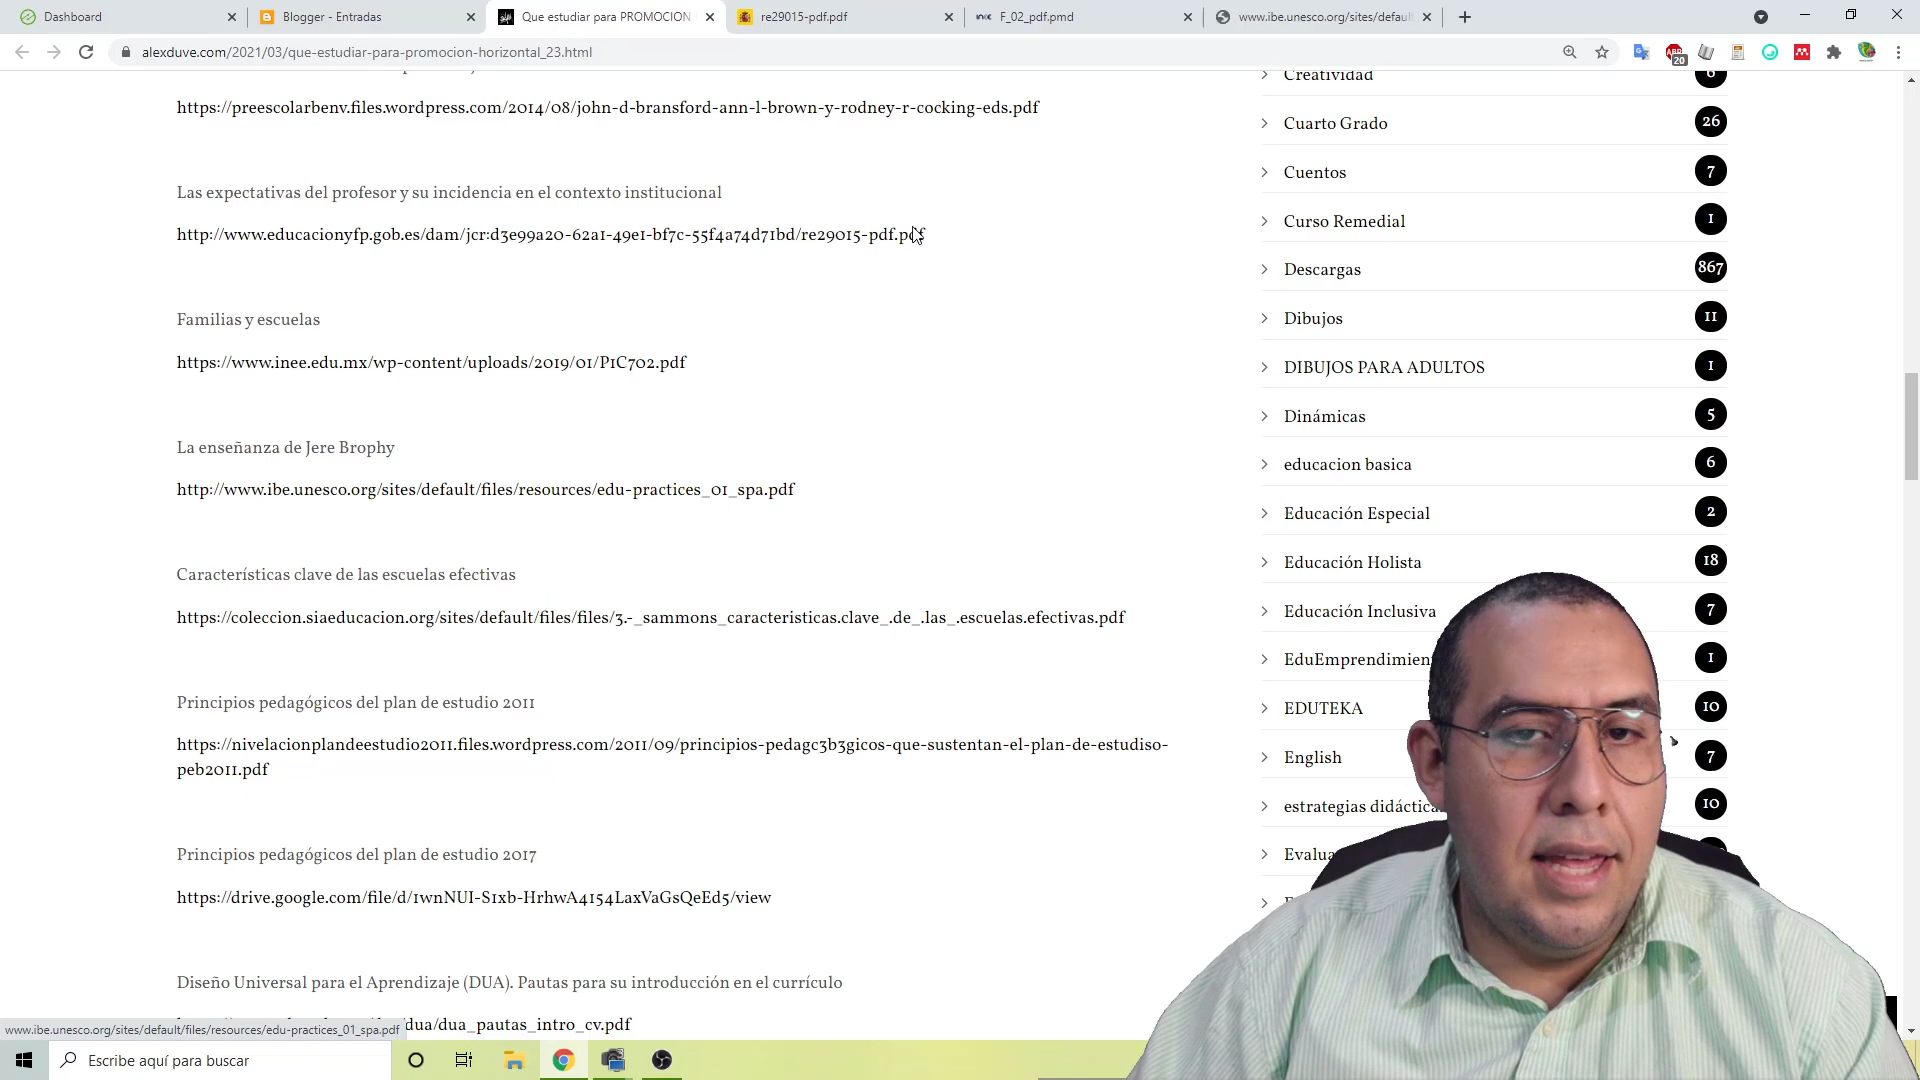 Dashboard
Blogger - Entradas
Que estudiar para PROMOCION
re29015-pdf.pdf
F_02_pdf.pmd
www.ibe.unesco.org/sites/defaul
alexduve.com/2021/03/que-estudiar-para-promocion-horizontal_23.html
ABP
20
https://preescolarbenv.files.wordpress.com/2014/08/john-d-bransford-ann-l-brown-y-rodney-r-cocking-eds.pdf
Las expectativas del profesor y su incidencia en el contexto institucional
http://www.educacionyfp.gob.es/dam/jcr:d3e99a20-62a1-49e1-bf7c-55f4a74d71bd/re29015-pdf.pdf
Familias y escuelas
https://www.inee.edu.mx/wp-content/uploads/2019/01/P1C702.pdf
La enseñanza de Jere Brophy
http://www.ibe.unesco.org/sites/default/files/resources/edu-practices_01_spa.pdf
Características clave de las escuelas efectivas
https://coleccion.siaeducacion.org/sites/default/files/files/3.-_sammons_caracteristicas.clave_.de_.las_.escuelas.efectivas.pdf
Principios pedagógicos del plan de estudio 2011
https://nivelacionplandeestudio2011.files.wordpress.com/2011/09/principios-pedagc3b3gicos-que-sustentan-el-plan-de-estudiso-
peb2011.pdf
Principios pedagógicos del plan de estudio 2017
https://drive.google.com/file/d/1wnNUI-S1xb-HrhwA4154LaxVaGsQeEd5/view
Diseño Universal para el Aprendizaje (DUA). Pautas para su introducción en el currículo
dua/dua_pautas_intro_cv.pdf
Creatividad 6
Cuarto Grado 26
Cuentos 7
Curso Remedial 1
Descargas 867
Dibujos 11
DIBUJOS PARA ADULTOS 1
Dinámicas 5
educacion basica 6
Educación Especial 2
Educación Holista 18
Educación Inclusiva 7
EduEmprendimien 1
EDUTEKA 10
English 7
estrategias didáctica 10
Evalua
www.ibe.unesco.org/sites/default/files/resources/edu-practices_01_spa.pdf
Escribe aquí para buscar